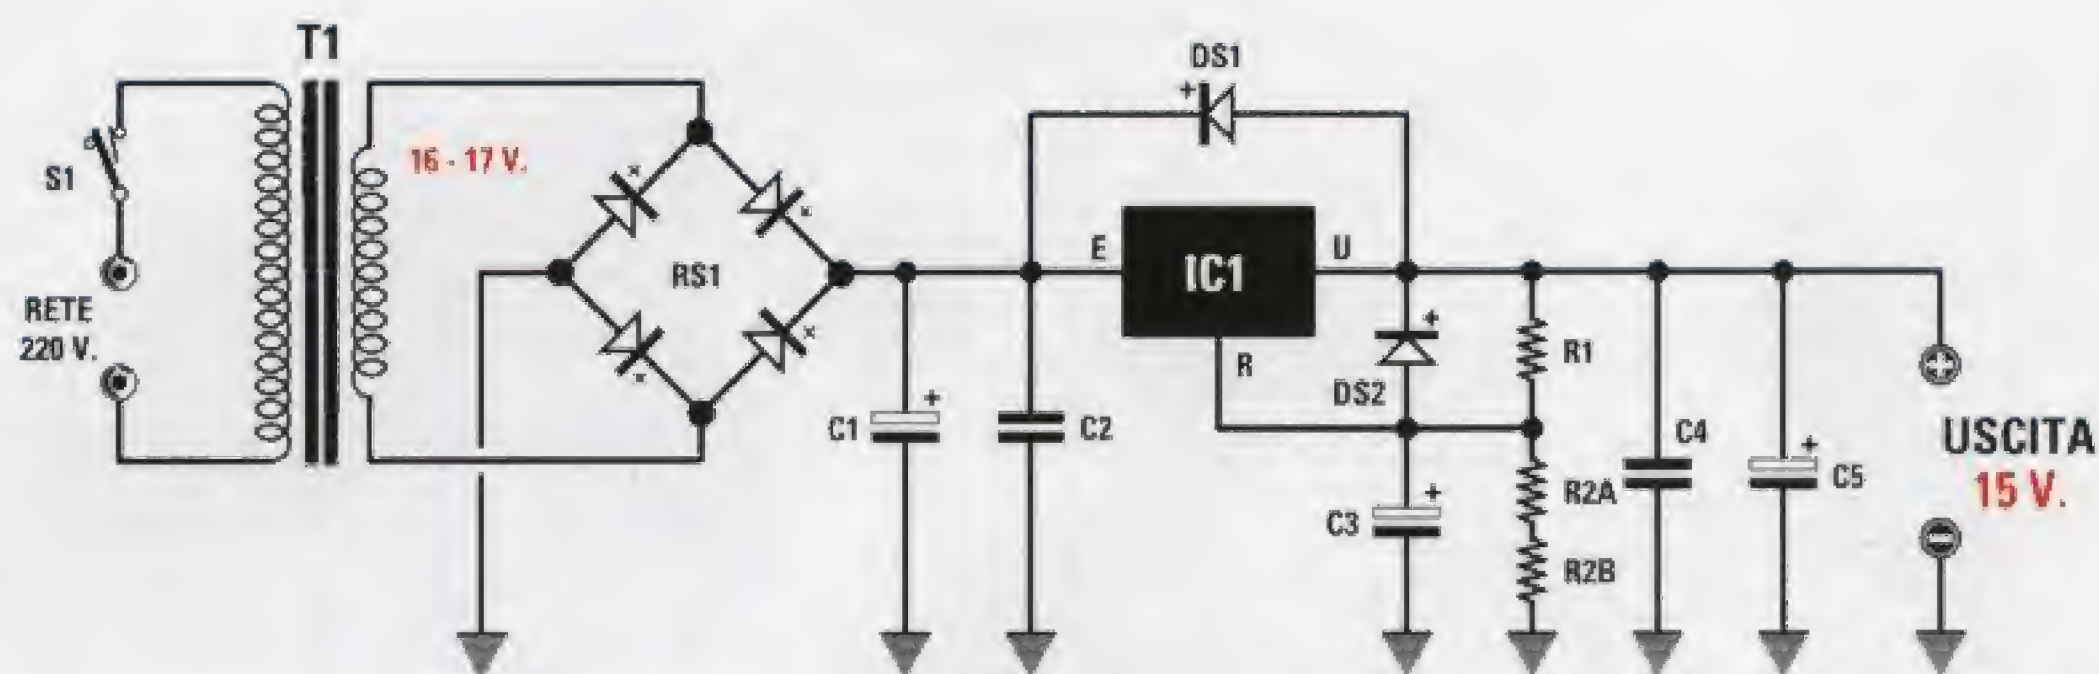 T1
S1
RETE
220 V.
16 - 17 V.
RS1
C1
+
C2
DS1
+
E
IC1
U
R
DS2
+
R1
C3
+
R2A
R2B
C4
C5
+
USCITA
15 V.